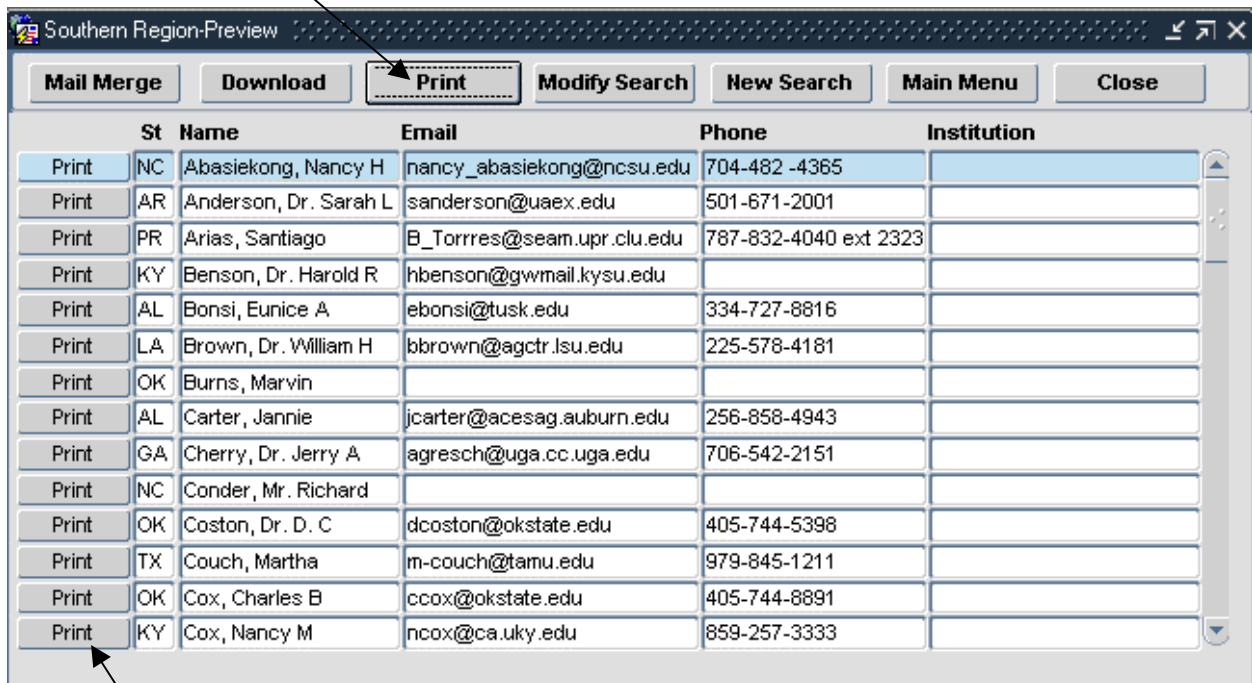 Southern Region-Preview
Mail Merge Download Print Modify Search New Search Main Menu Close
St Name Email Phone Institution
Print NC Abasiekong, Nancy H nancy_abasiekong@ncsu.edu 704-482 -4365
Print AR Anderson, Dr. Sarah L sanderson@uaex.edu 501-671-2001
Print PR Arias, Santiago B_Torrres@seam.upr.clu.edu 787-832-4040 ext 2323
Print KY Benson, Dr. Harold R hbenson@gwmail.kysu.edu
Print AL Bonsi, Eunice A ebonsi@tusk.edu 334-727-8816
Print LA Brown, Dr. William H bbrown@agctr.lsu.edu 225-578-4181
Print OK Burns, Marvin
Print AL Carter, Jannie jcarter@acesag.auburn.edu 256-858-4943
Print GA Cherry, Dr. Jerry A agresch@uga.cc.uga.edu 706-542-2151
Print NC Conder, Mr. Richard
Print OK Coston, Dr. D. C dcoston@okstate.edu 405-744-5398
Print TX Couch, Martha m-couch@tamu.edu 979-845-1211
Print OK Cox, Charles B ccox@okstate.edu 405-744-8891
Print KY Cox, Nancy M ncox@ca.uky.edu 859-257-3333